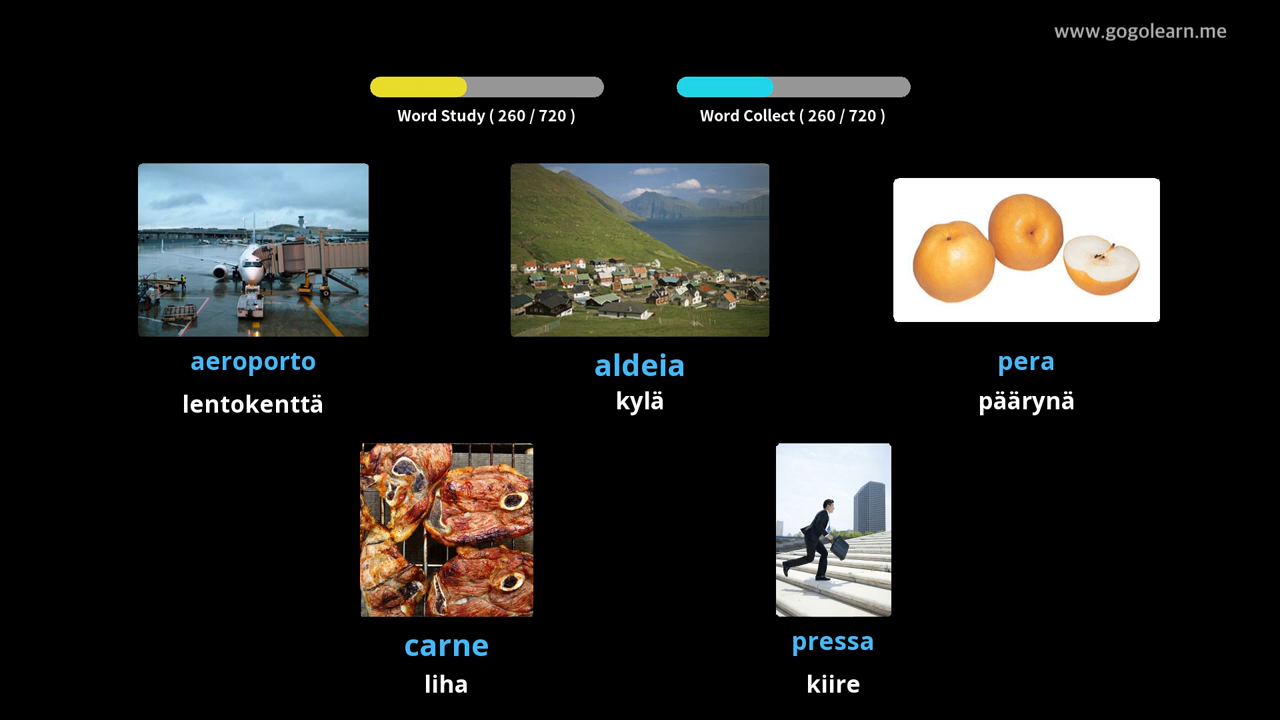 www.gogolearn.me
Word Study ( 260 / 720 )
Word Collect ( 260 / 720 )
aeroporto
lentokenttä
aldeia
kylä
pera
päärynä
carne
liha
pressa
kiire